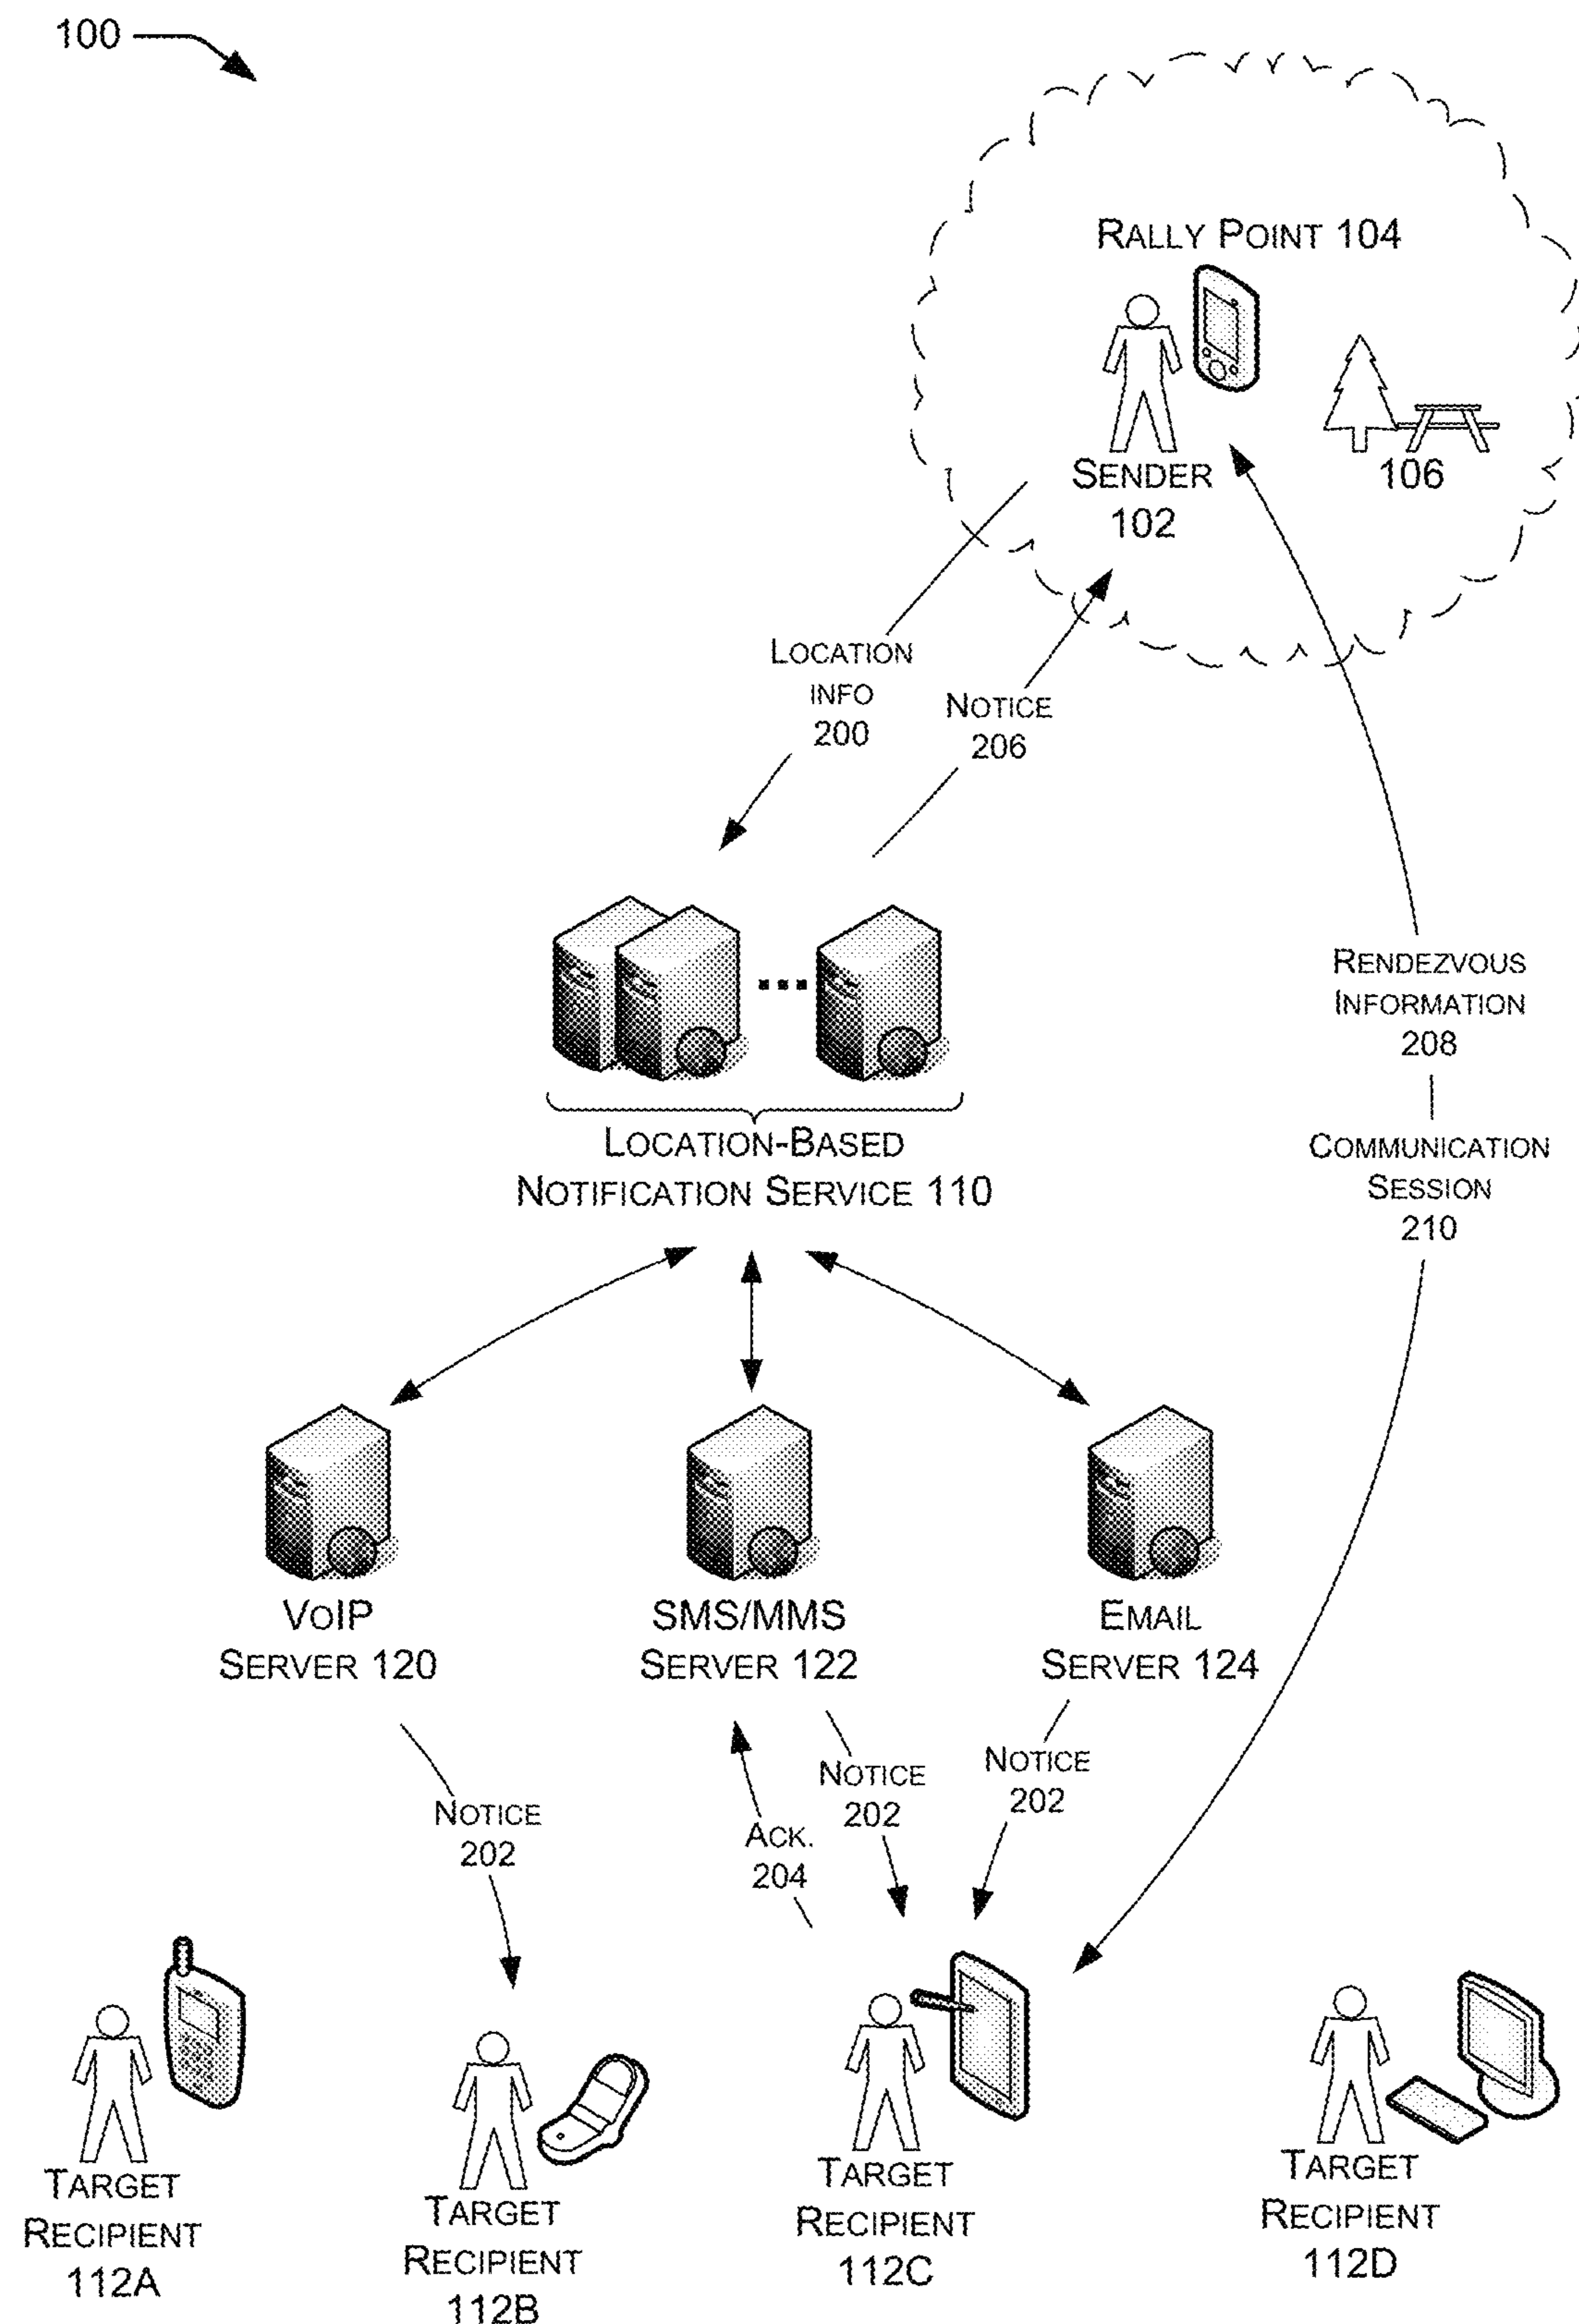 100
RALLY POINT 104
SENDER
102
106
LOCATION
INFO
200
NOTICE
206
RENDEZVOUS
INFORMATION
208
COMMUNICATION
SESSION
210
LOCATION-BASED
NOTIFICATION SERVICE 110
VOIP
SERVER 120
SMS/MMS
SERVER 122
EMAIL
SERVER 124
NOTICE
202
ACK.
204
NOTICE
202
NOTICE
202
TARGET
RECIPIENT
112A
TARGET
RECIPIENT
112B
TARGET
RECIPIENT
112C
TARGET
RECIPIENT
112D